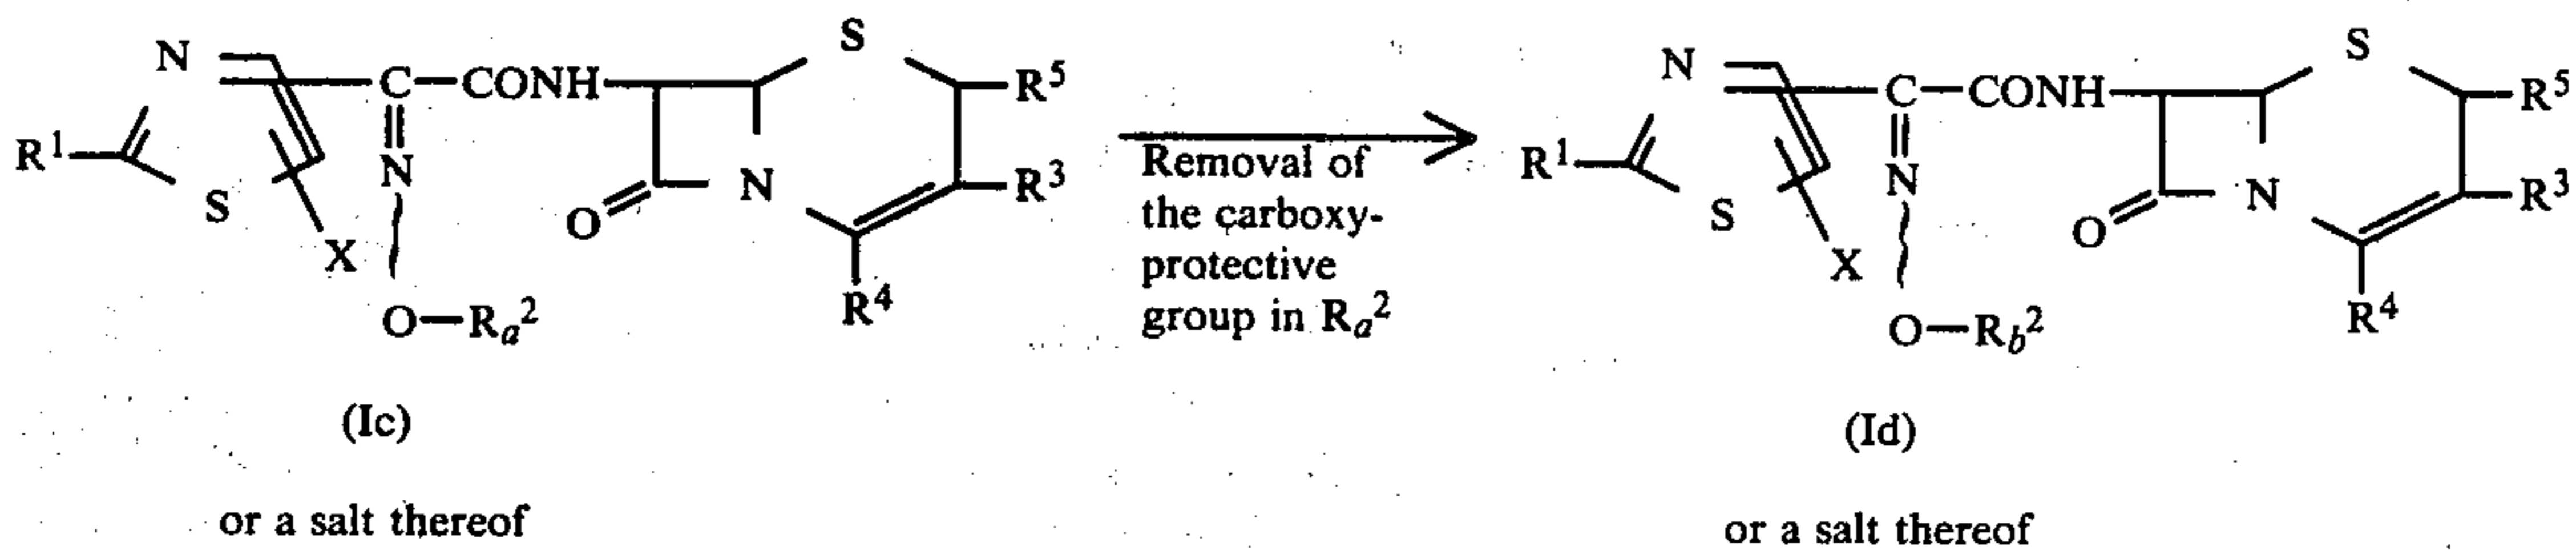 N C—CONH S R⁵
R¹ N N R³
S O
X R⁴
O—Rₐ²
(Ic)
or a salt thereof
Removal of
the carboxy-
protective
group in Rₐ²
N C—CONH S R⁵
R¹ N N R³
S O
X R⁴
O—R_b²
(Id)
or a salt thereof